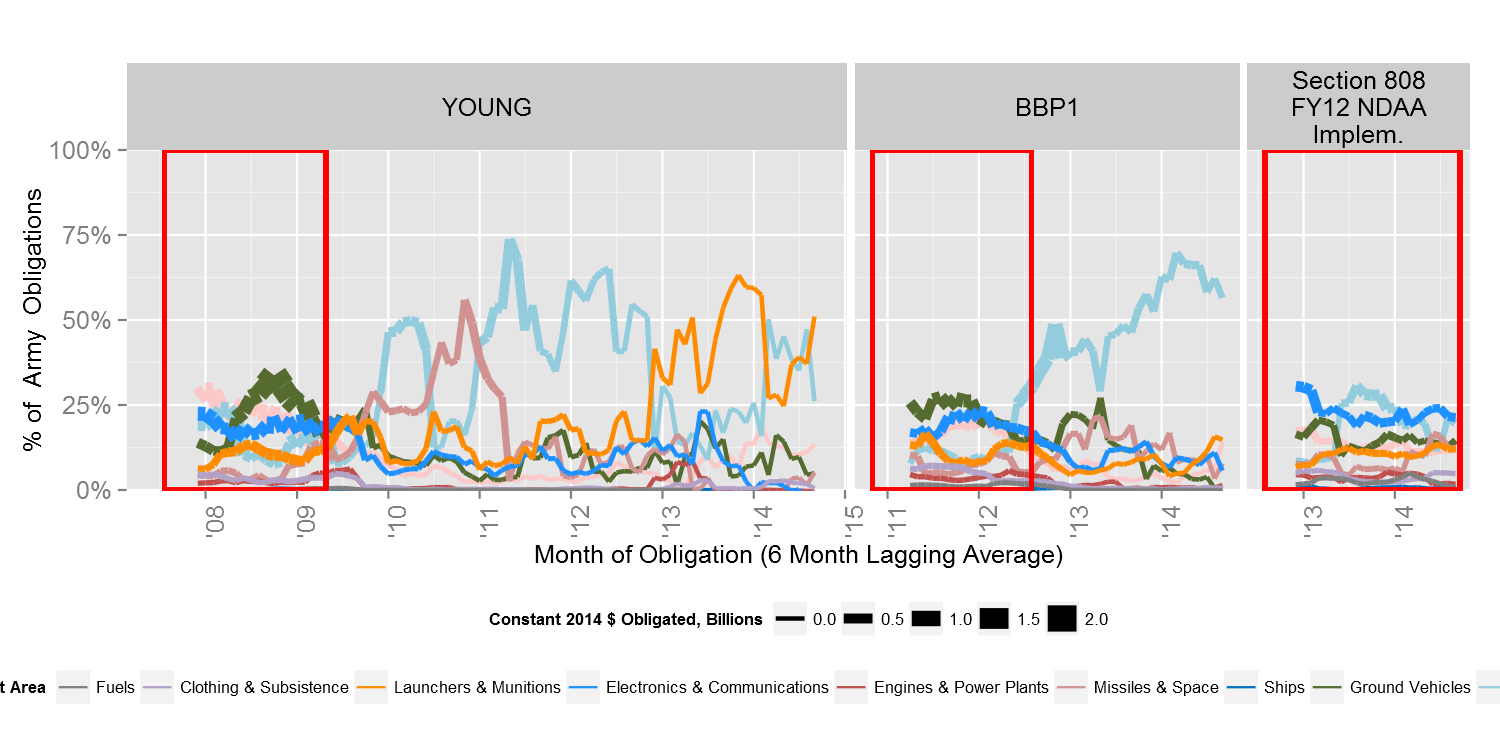 YOUNG
BBP1
Section 808
FY12 NDAA
Implem.
100%
75%
50%
25%
0%
% of Army Obligations
'08
'09
'10
'11
'12
'13
'14
'15
'11
'12
'13
'14
'13
'14
Month of Obligation (6 Month Lagging Average)
Constant 2014 $ Obligated, Billions 0.0 0.5 1.0 1.5 2.0
t Area Fuels Clothing & Subsistence Launchers & Munitions Electronics & Communications Engines & Power Plants Missiles & Space Ships Ground Vehicles